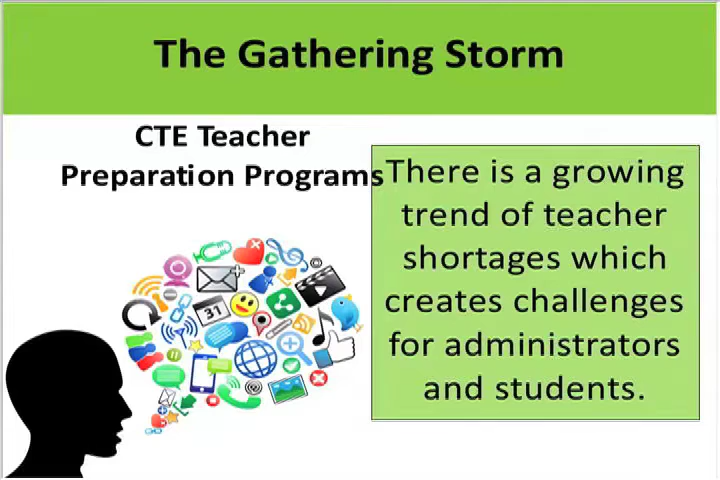 The Gathering Storm
CTE Teacher
Preparation Programs
There is a growing
trend of teacher
shortages which
creates challenges
for administrators
and students.
31